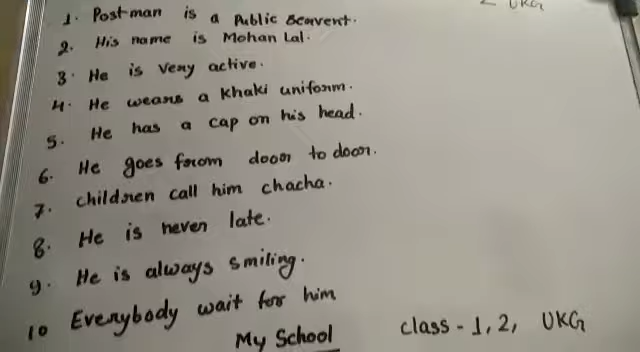 UKG
1. Postman is a Public Servent.
2. His name is Mohan Lal.
3. He is very active.
4. He wears a khaki uniform.
5. He has a cap on his head.
6. He goes from door to door.
7. children call him chacha.
8. He is never late.
9. He is always smiling.
10 Everybody wait for him
My School class - 1, 2, UKG